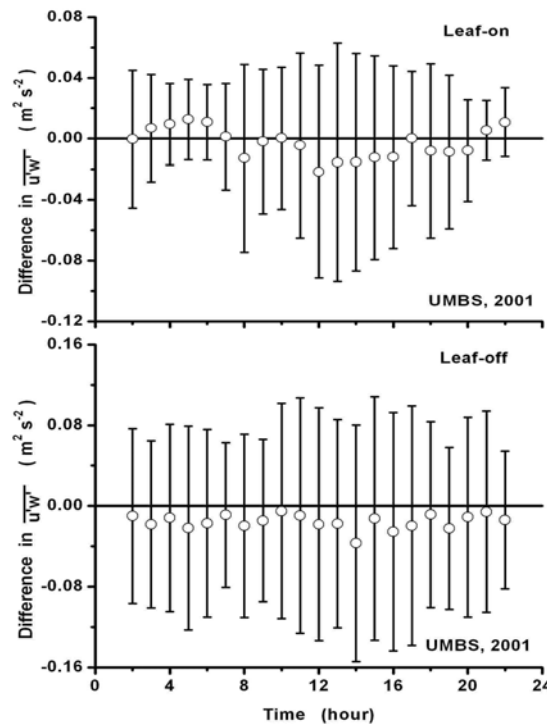 0.08
0.04
0.00
-0.04
-0.08
-0.12
Difference in u'w' ( m² s⁻² )
Leaf-on
UMBS, 2001
0.16
0.08
0.00
-0.08
-0.16
Difference in u'w' ( m² s⁻² )
Leaf-off
UMBS, 2001
0 4 8 12 16 20 24
Time (hour)